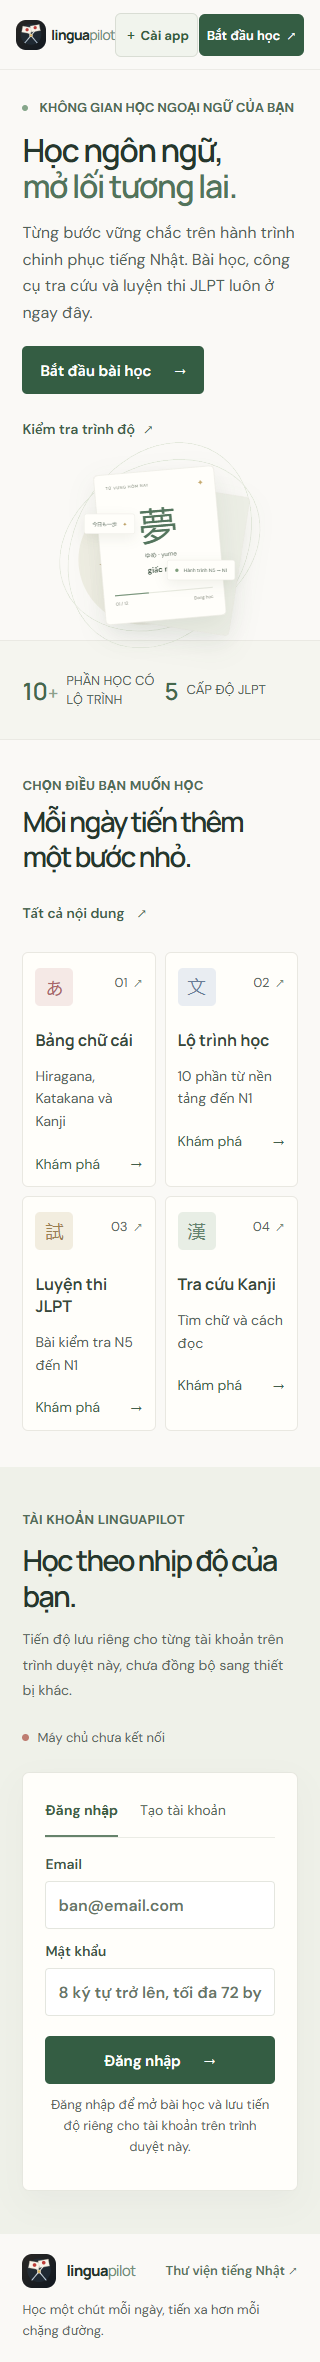 linguapilot
+ Cài app
Bắt đầu học ↗
KHÔNG GIAN HỌC NGOẠI NGỮ CỦA BẠN
Học ngôn ngữ,
mở lối tương lai.
Từng bước vững chắc trên hành trình
chinh phục tiếng Nhật. Bài học, công
cụ tra cứu và luyện thi JLPT luôn ở
ngay đây.
Bắt đầu bài học →
Kiểm tra trình độ ↗
TỪ VỰNG HÔM NAY
夢
ゆめ · yume
giấc
Hành trình N5 → N1
10+
PHẦN HỌC CÓ
LỘ TRÌNH
5 CẤP ĐỘ JLPT
CHỌN ĐIỀU BẠN MUỐN HỌC
Mỗi ngày tiến thêm
một bước nhỏ.
Tất cả nội dung ↗
あ 01 ↗
Bảng chữ cái
Hiragana,
Katakana và
Kanji
Khám phá →
文 02 ↗
Lộ trình học
10 phần từ nền
tảng đến N1
Khám phá →
試 03 ↗
Luyện thi
JLPT
Bài kiểm tra N5
đến N1
Khám phá →
漢 04 ↗
Tra cứu Kanji
Tìm chữ và cách
đọc
Khám phá →
TÀI KHOẢN LINGUAPILOT
Học theo nhịp độ của
bạn.
Tiến độ lưu riêng cho từng tài khoản trên
trình duyệt này, chưa đồng bộ sang thiết
bị khác.
Máy chủ chưa kết nối
Đăng nhập
Tạo tài khoản
Email
ban@email.com
Mật khẩu
8 ký tự trở lên, tối đa 72 by
Đăng nhập →
Đăng nhập để mở bài học và lưu tiến
độ riêng cho tài khoản trên trình
duyệt này.
linguapilot
Thư viện tiếng Nhật ↗
Học một chút mỗi ngày, tiến xa hơn mỗi
chặng đường.